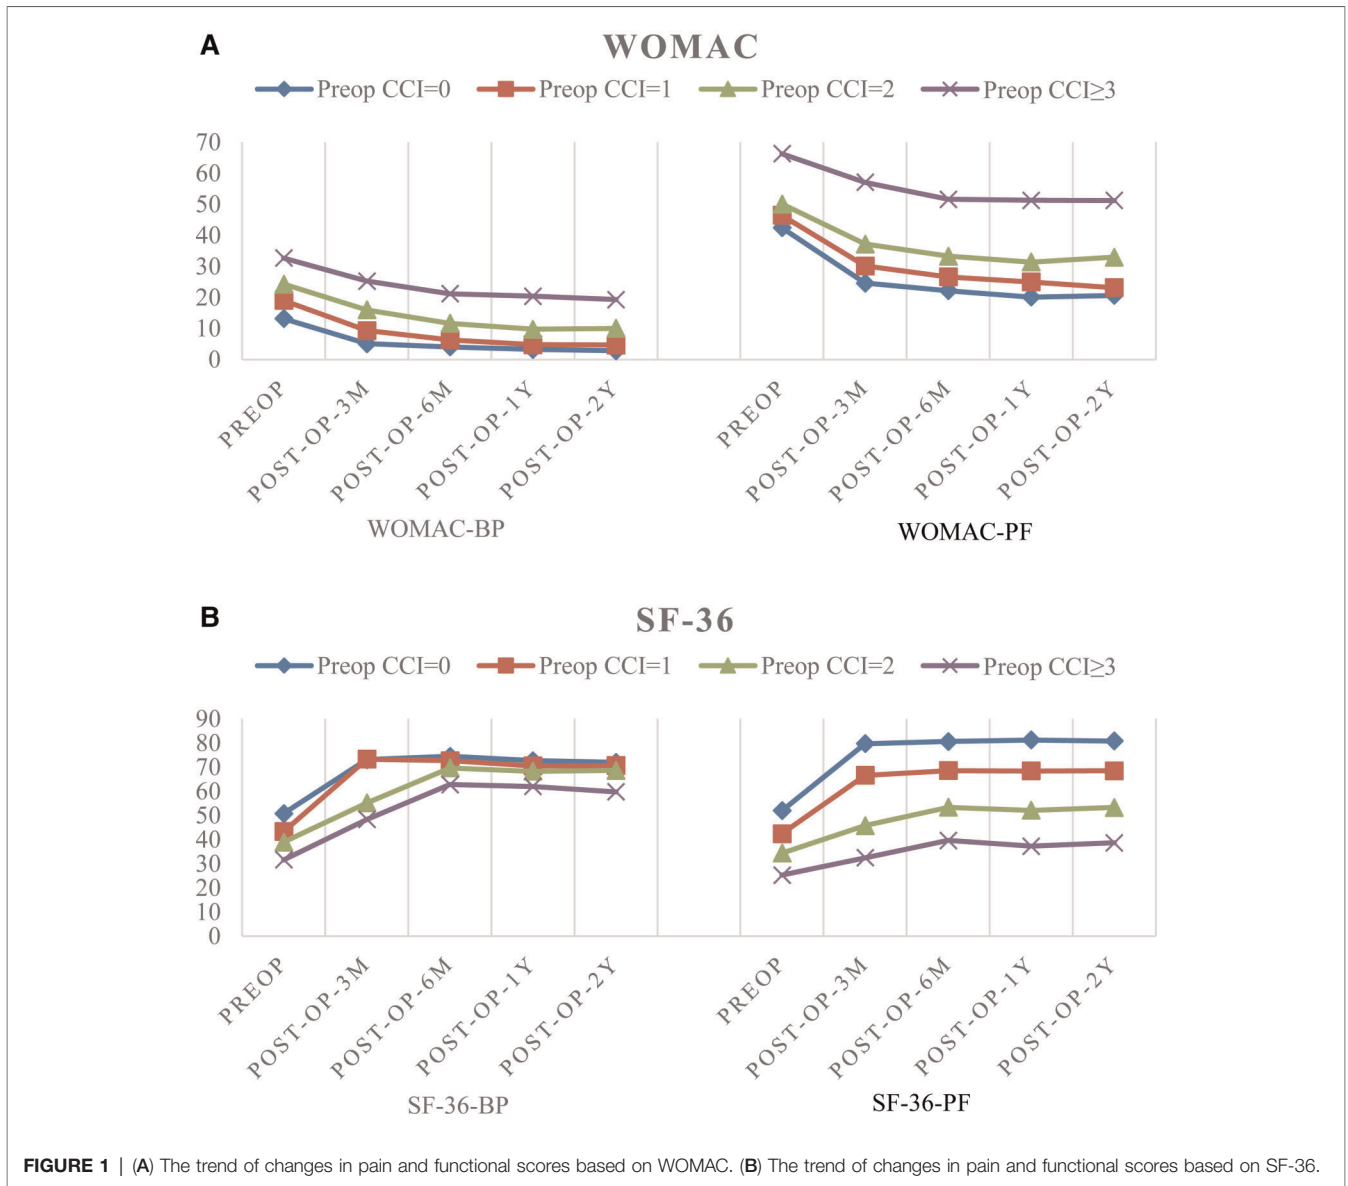 A
WOMAC
Preop CCI=0 Preop CCI=1 Preop CCI=2 Preop CCI≥3
70
60
50
40
30
20
10
0
PREOP POST-OP-3M POST-OP-6M POST-OP-1Y POST-OP-2Y PREOP POST-OP-3M POST-OP-6M POST-OP-1Y POST-OP-2Y
WOMAC-BP WOMAC-PF
B
SF-36
Preop CCI=0 Preop CCI=1 Preop CCI=2 Preop CCI≥3
90
80
70
60
50
40
30
20
10
0
PREOP POST-OP-3M POST-OP-6M POST-OP-1Y POST-OP-2Y PREOP POST-OP-3M POST-OP-6M POST-OP-1Y POST-OP-2Y
SF-36-BP SF-36-PF
FIGURE 1 | (A) The trend of changes in pain and functional scores based on WOMAC. (B) The trend of changes in pain and functional scores based on SF-36.